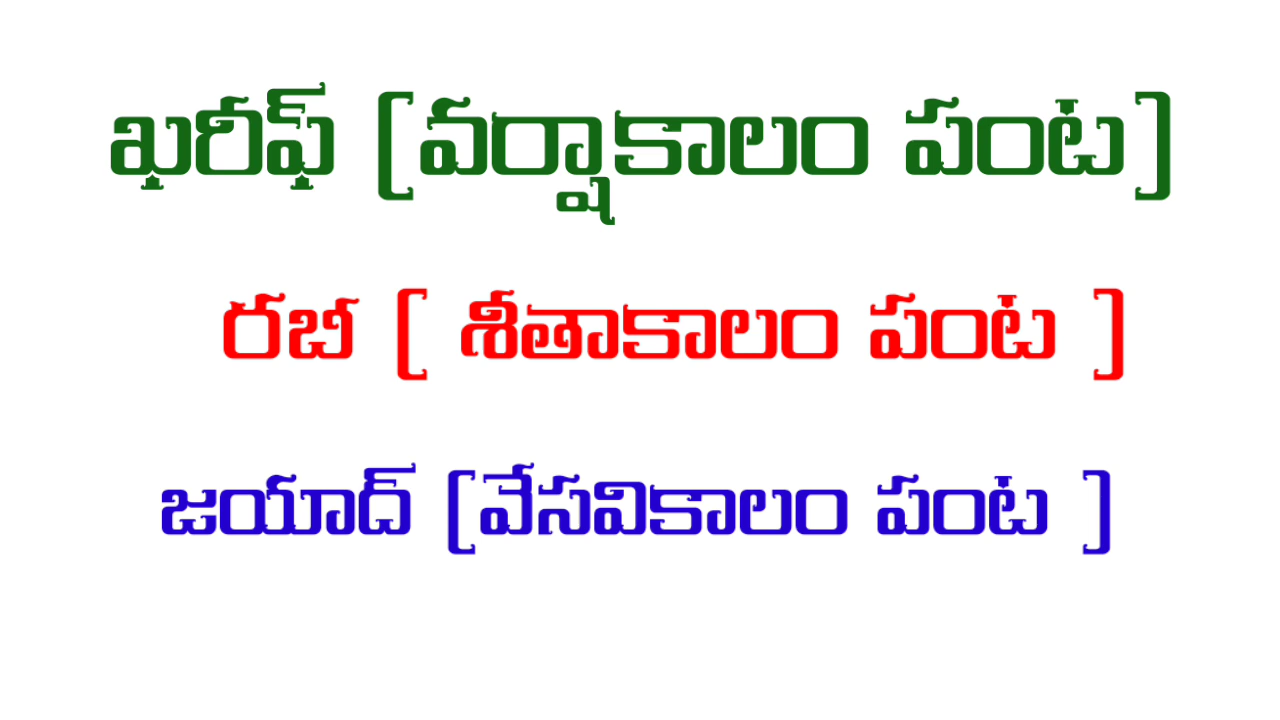 ఖరీఫ్ [వర్షాకాలం పంట]
రబీ [ శీతాకాలం పంట ]
జయాద్ [వేసవికాలం పంట ]